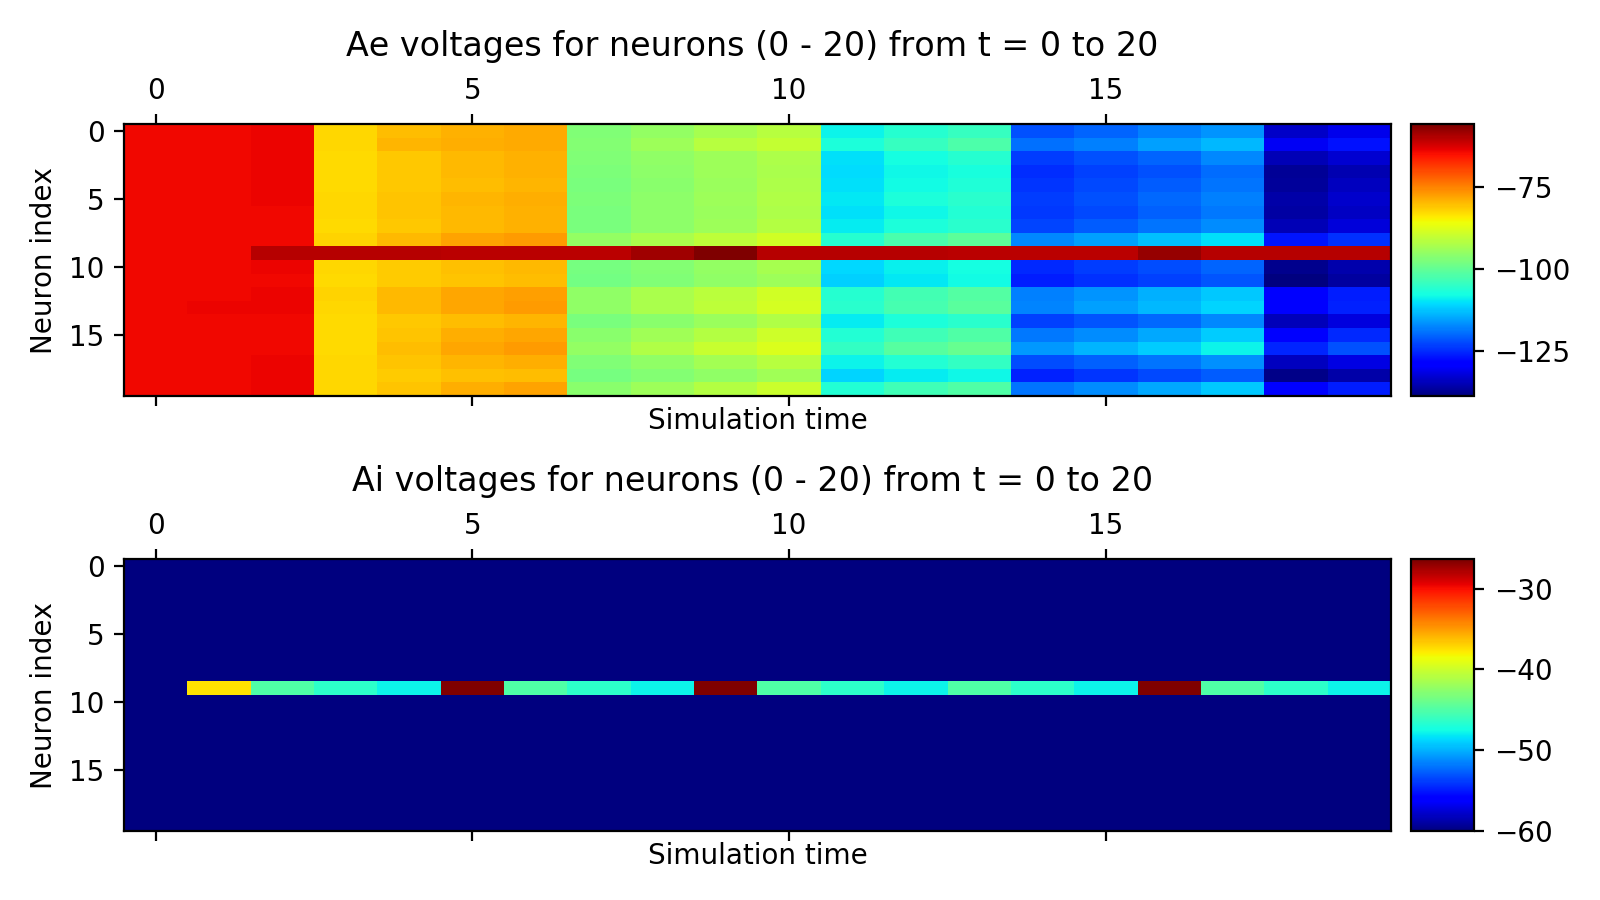 Ae voltages for neurons (0 - 20) from t = 0 to 20
0 5 10 15
Neuron index
0
5
10
15
Simulation time
−75
−100
−125
Ai voltages for neurons (0 - 20) from t = 0 to 20
0 5 10 15
Neuron index
0
5
10
15
Simulation time
−30
−40
−50
−60